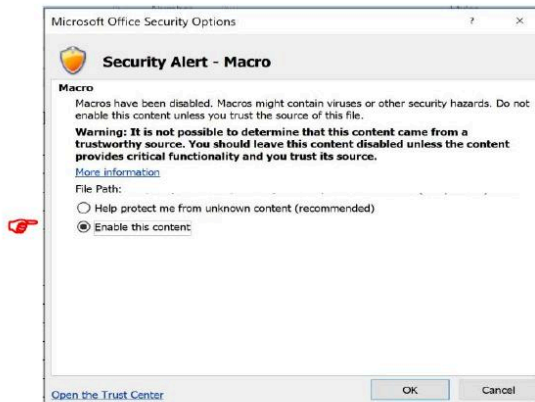 Microsoft Office Security Options
Security Alert - Macro
Macro
Macros have been disabled. Macros might contain viruses or other security hazards. Do not
enable this content unless you trust the source of this file.
Warning: It is not possible to determine that this content came from a
trustworthy source. You should leave this content disabled unless the content
provides critical functionality and you trust its source.
More information
File Path:
Help protect me from unknown content (recommended)
Enable this content
Open the Trust Center
OK
Cancel